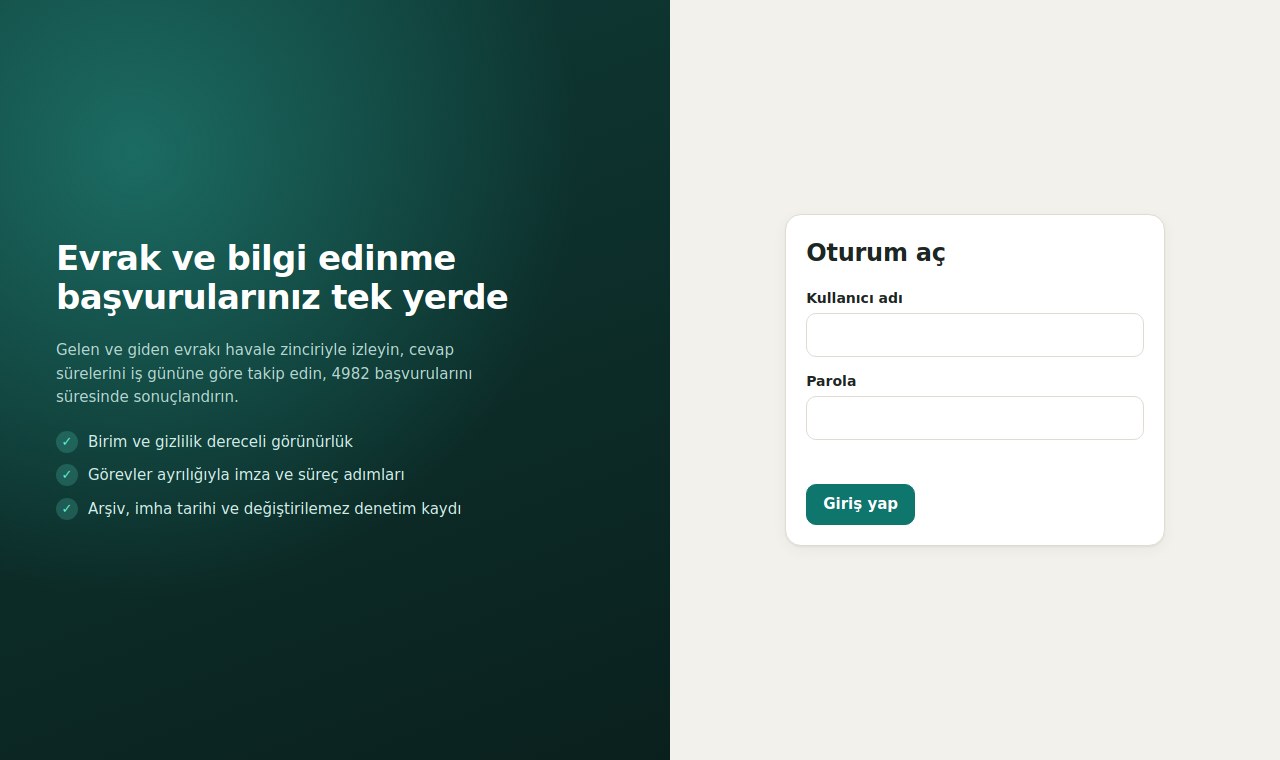 Evrak ve bilgi edinme
başvurularınız tek yerde
Gelen ve giden evrakı havale zinciriyle izleyin, cevap
sürelerini iş gününe göre takip edin, 4982 başvurularını
süresinde sonuçlandırın.
✓ Birim ve gizlilik dereceli görünürlük
✓ Görevler ayrılığıyla imza ve süreç adımları
✓ Arşiv, imha tarihi ve değiştirilemez denetim kaydı
Oturum aç
Kullanıcı adı
Parola
Giriş yap